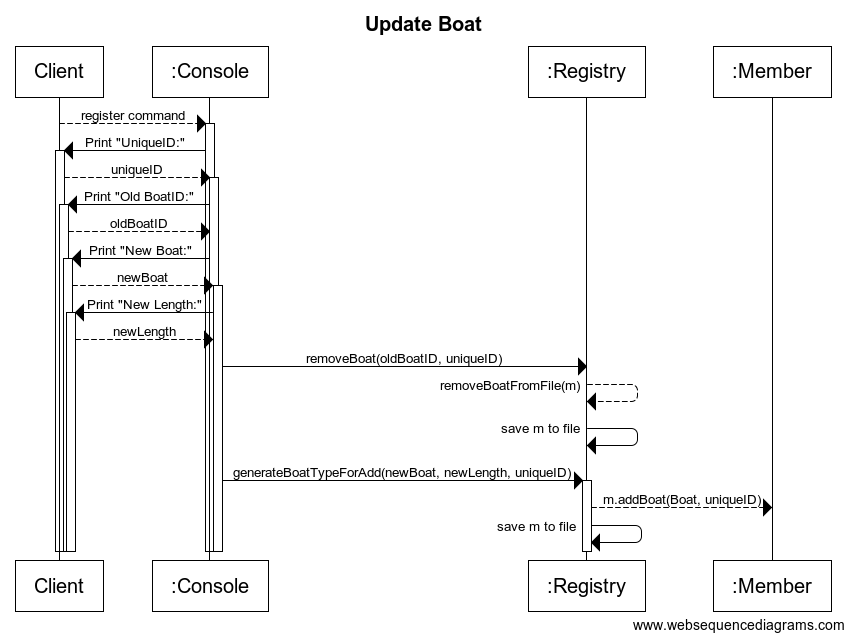 Update Boat
Client
:Console
:Registry
:Member
register command
Print "UniqueID:"
uniqueID
Print "Old BoatID:"
oldBoatID
Print "New Boat:"
newBoat
Print "New Length:"
newLength
removeBoat(oldBoatID, uniqueID)
removeBoatFromFile(m)
save m to file
generateBoatTypeForAdd(newBoat, newLength, uniqueID)
m.addBoat(Boat, uniqueID)
save m to file
Client
:Console
:Registry
:Member
www.websequencediagrams.com